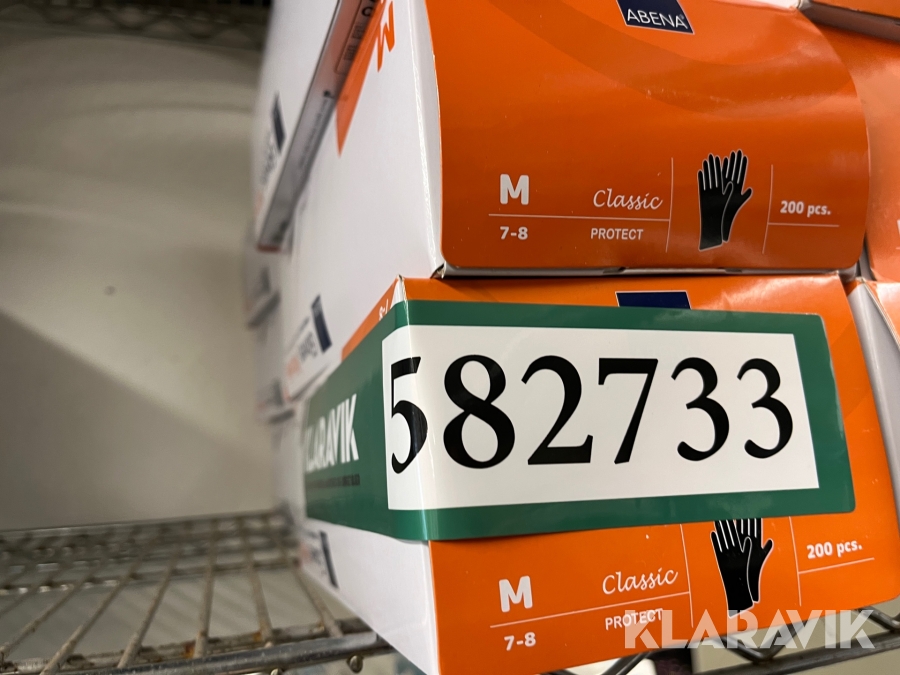 ABENA
M
M
Classic
200 pcs.
7-8
PROTECT
KLARAVIK
582733
M
Classic
200 pcs.
7-8
PROTECT
KLARAVIK